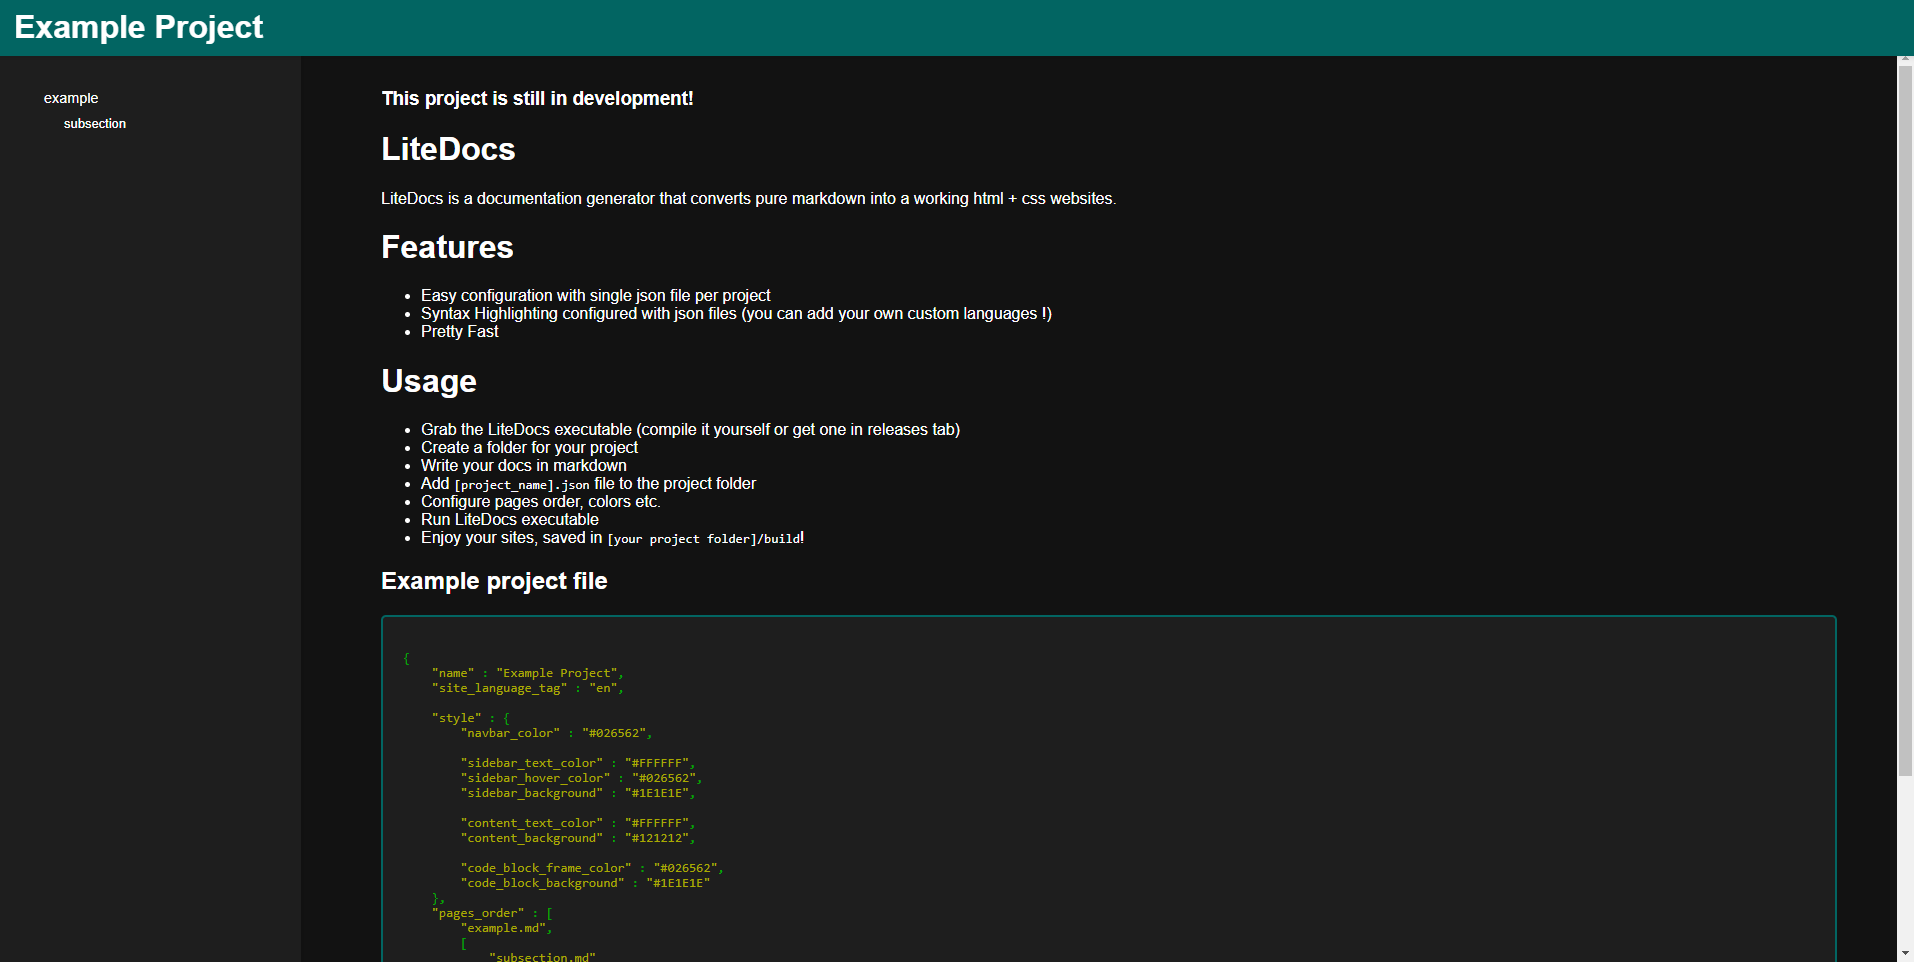 Example Project
example
subsection
This project is still in development!
LiteDocs
LiteDocs is a documentation generator that converts pure markdown into a working html + css websites.
Features
Easy configuration with single json file per project
Syntax Highlighting configured with json files (you can add your own custom languages !)
Pretty Fast
Usage
Grab the LiteDocs executable (compile it yourself or get one in releases tab)
Create a folder for your project
Write your docs in markdown
Add [project_name].json file to the project folder
Configure pages order, colors etc.
Run LiteDocs executable
Enjoy your sites, saved in [your project folder]/build!
Example project file
{
"name" : "Example Project",
"site_language_tag" : "en",
"style" : {
"navbar_color" : "#026562",
"sidebar_text_color" : "#FFFFFF",
"sidebar_hover_color" : "#026562",
"sidebar_background" : "#1E1E1E",
"content_text_color" : "#FFFFFF",
"content_background" : "#121212",
"code_block_frame_color" : "#026562",
"code_block_background" : "#1E1E1E"
},
"pages_order" : [
"example.md",
[
"subsection.md"